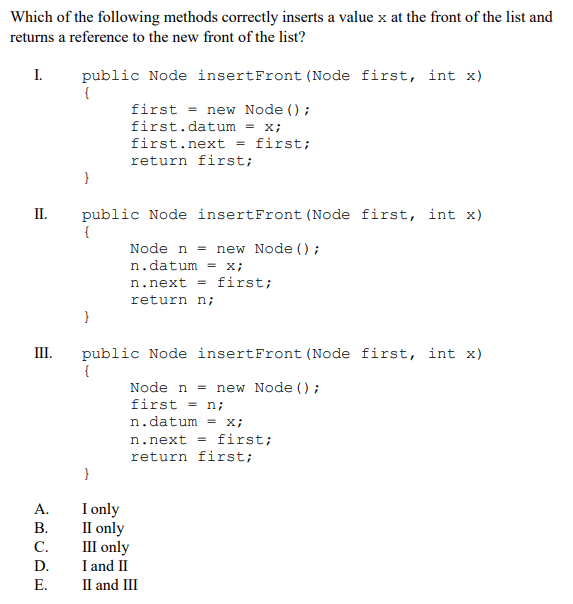 Which of the following methods correctly inserts a value x at the front of the list and
returns a reference to the new front of the list?
I. public Node insertFront(Node first, int x)
{
first = new Node();
first.datum = x;
first.next = first;
return first;
}
II. public Node insertFront(Node first, int x)
{
Node n = new Node();
n.datum = x;
n.next = first;
return n;
}
III. public Node insertFront(Node first, int x)
{
Node n = new Node();
first = n;
n.datum = x;
n.next = first;
return first;
}
A. I only
B. II only
C. III only
D. I and II
E. II and III